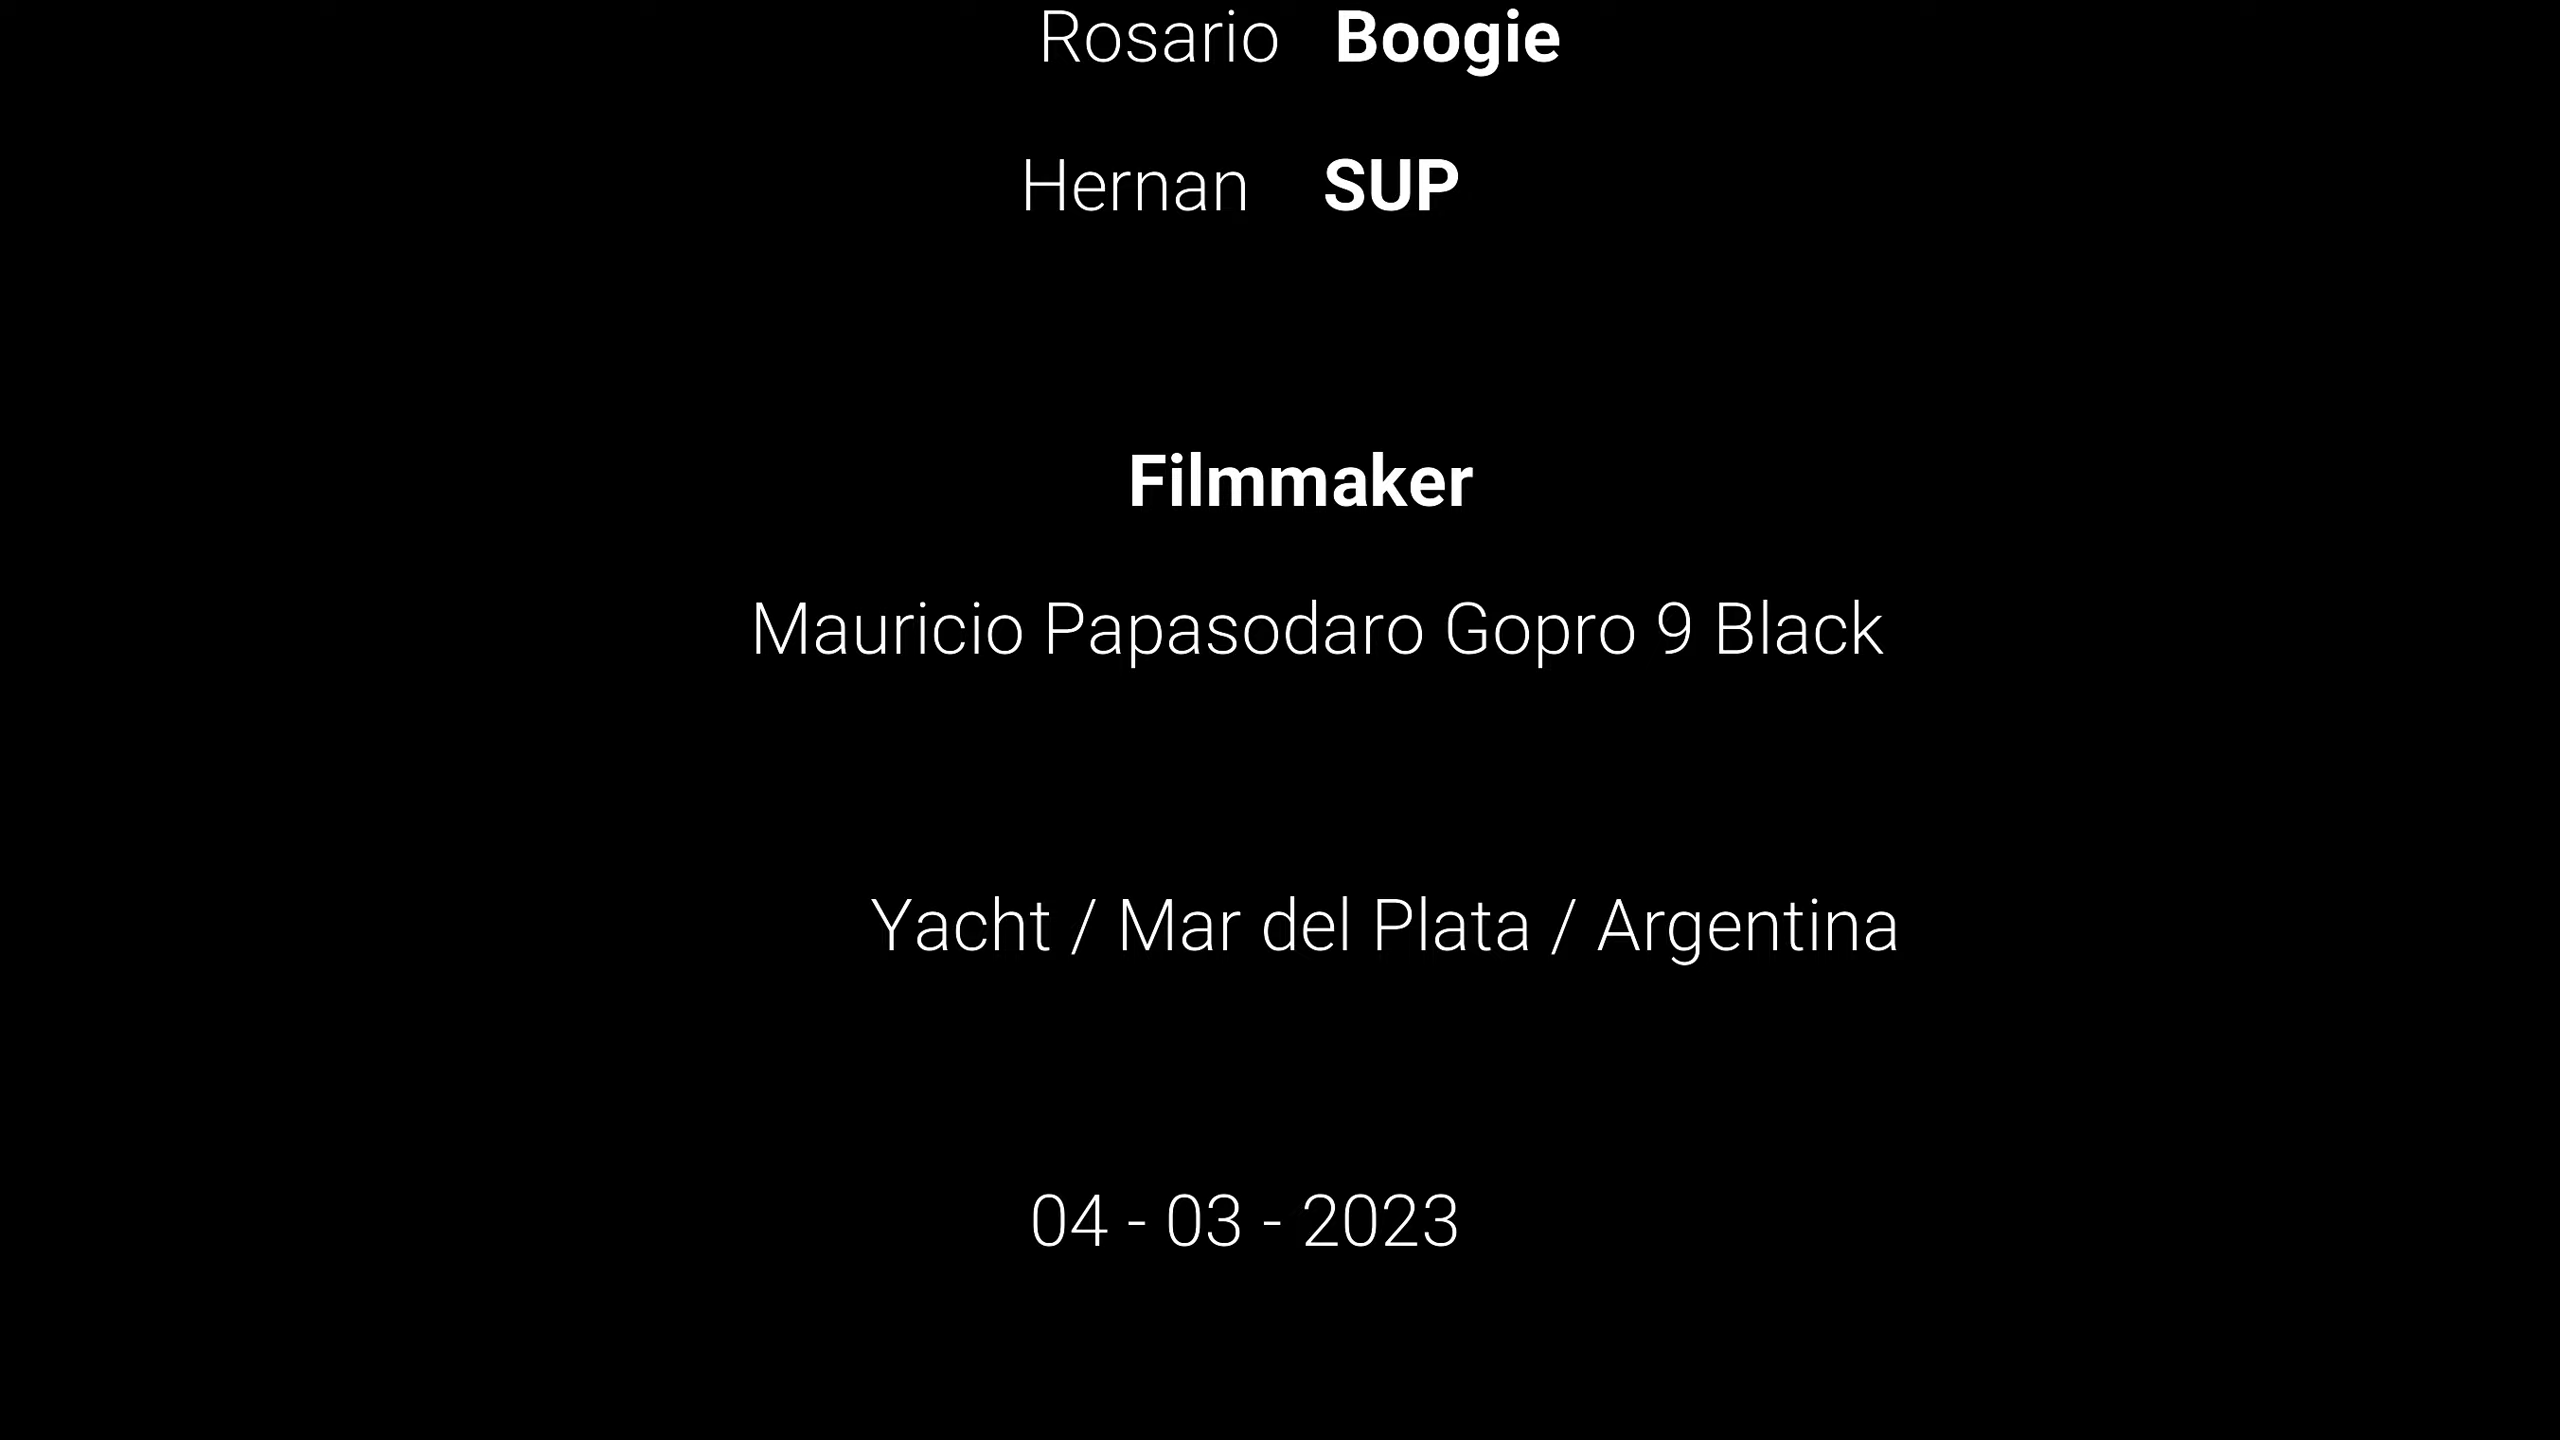 Rosario Boogie
Hernan SUP
Filmmaker
Mauricio Papasodaro Gopro 9 Black
Yacht / Mar del Plata / Argentina
04 - 03 - 2023